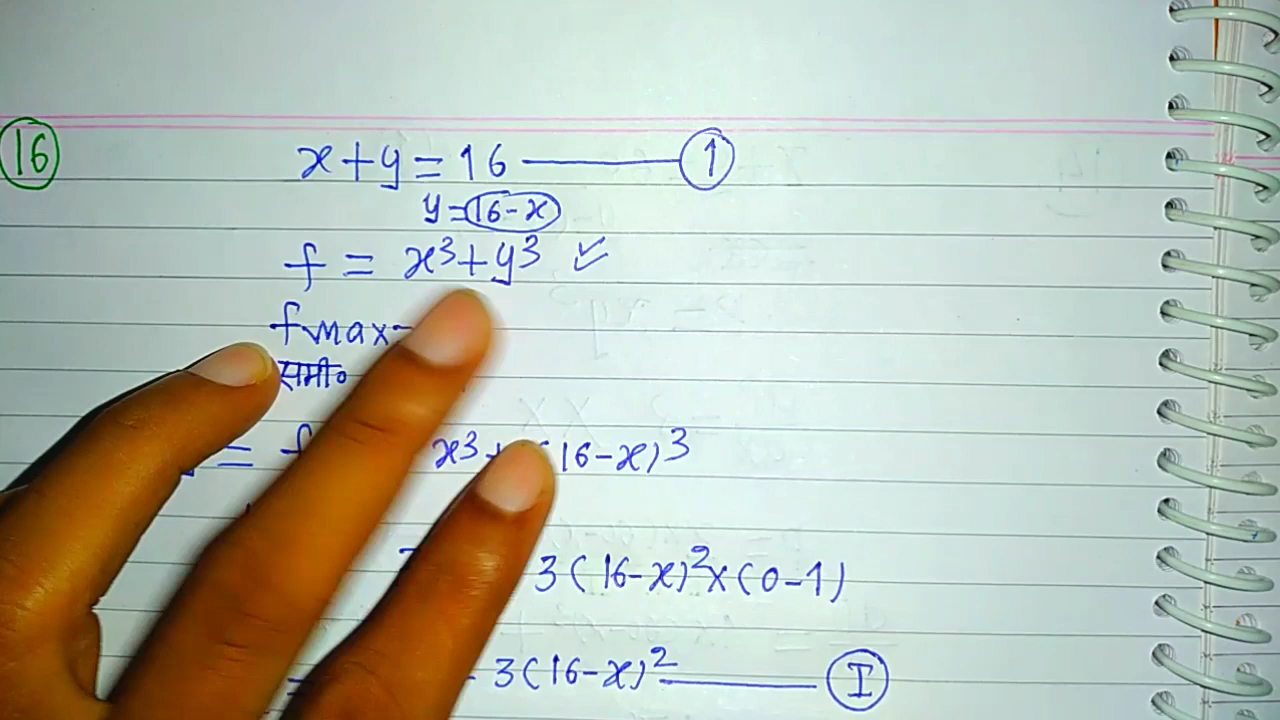 16
x+y=16 —— 1
y=16-x
f = x³+y³
fmax
समी०
= f x³+ (16-x)³
3(16-x)²x(0-1)
3(16-x)² —— I